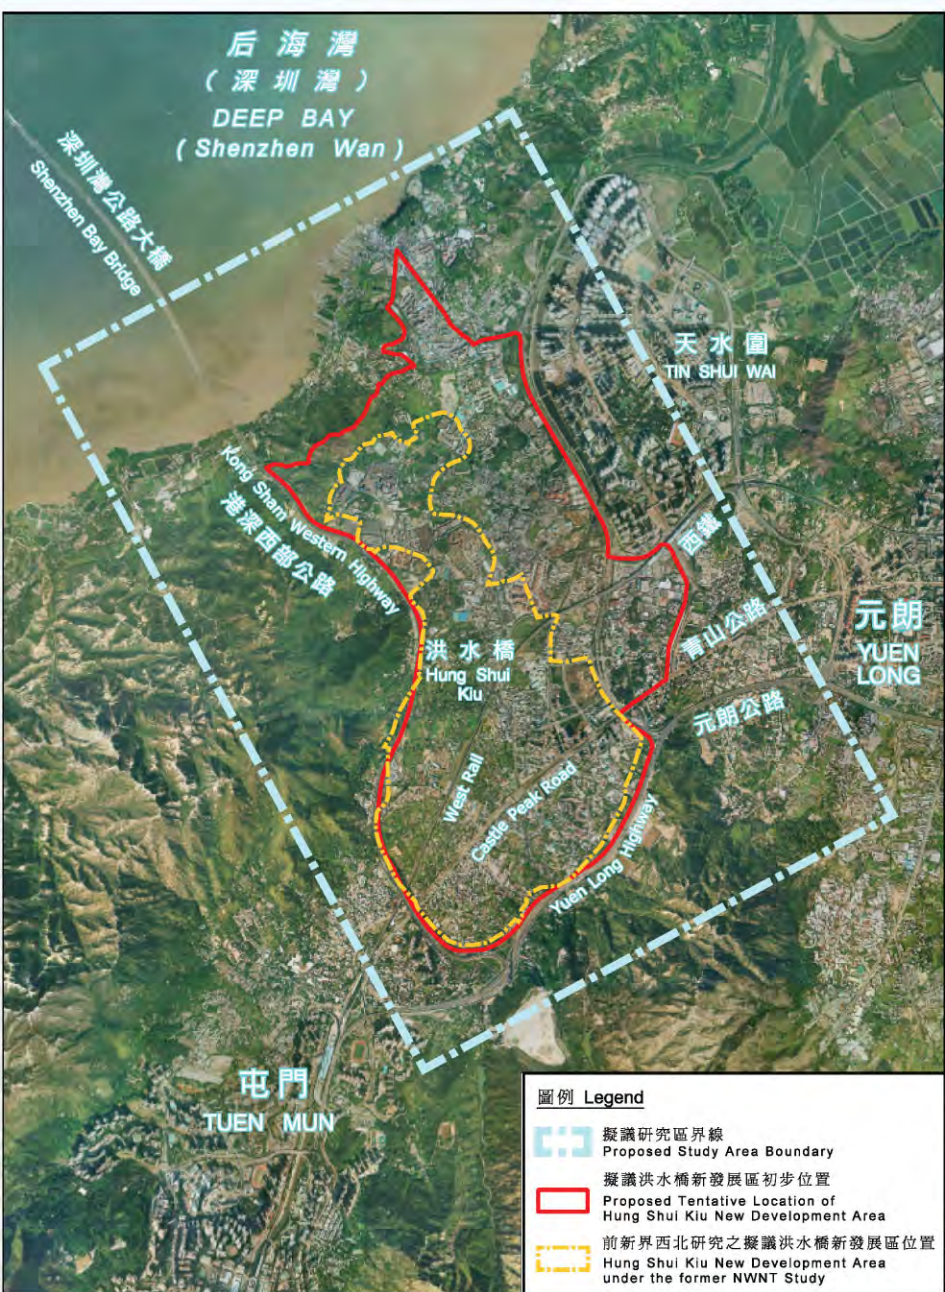 后海灣
(深圳灣)
DEEP BAY
(Shenzhen Wan)
深圳灣公路大橋
Shenzhen Bay Bridge
天水圍
TIN SHUI WAI
Kong Sham Western Highway
港深西部公路
西鐵
青山公路
元朗
YUEN
LONG
洪水橋
Hung Shui
Kiu
元朗公路
West Rail
Castle Peak Road
Yuen Long Highway
屯門
TUEN MUN
圖例 Legend
擬議研究區界線
Proposed Study Area Boundary
擬議洪水橋新發展區初步位置
Proposed Tentative Location of
Hung Shui Kiu New Development Area
前新界西北研究之擬議洪水橋新發展區位置
Hung Shui Kiu New Development Area
under the former NWNT Study